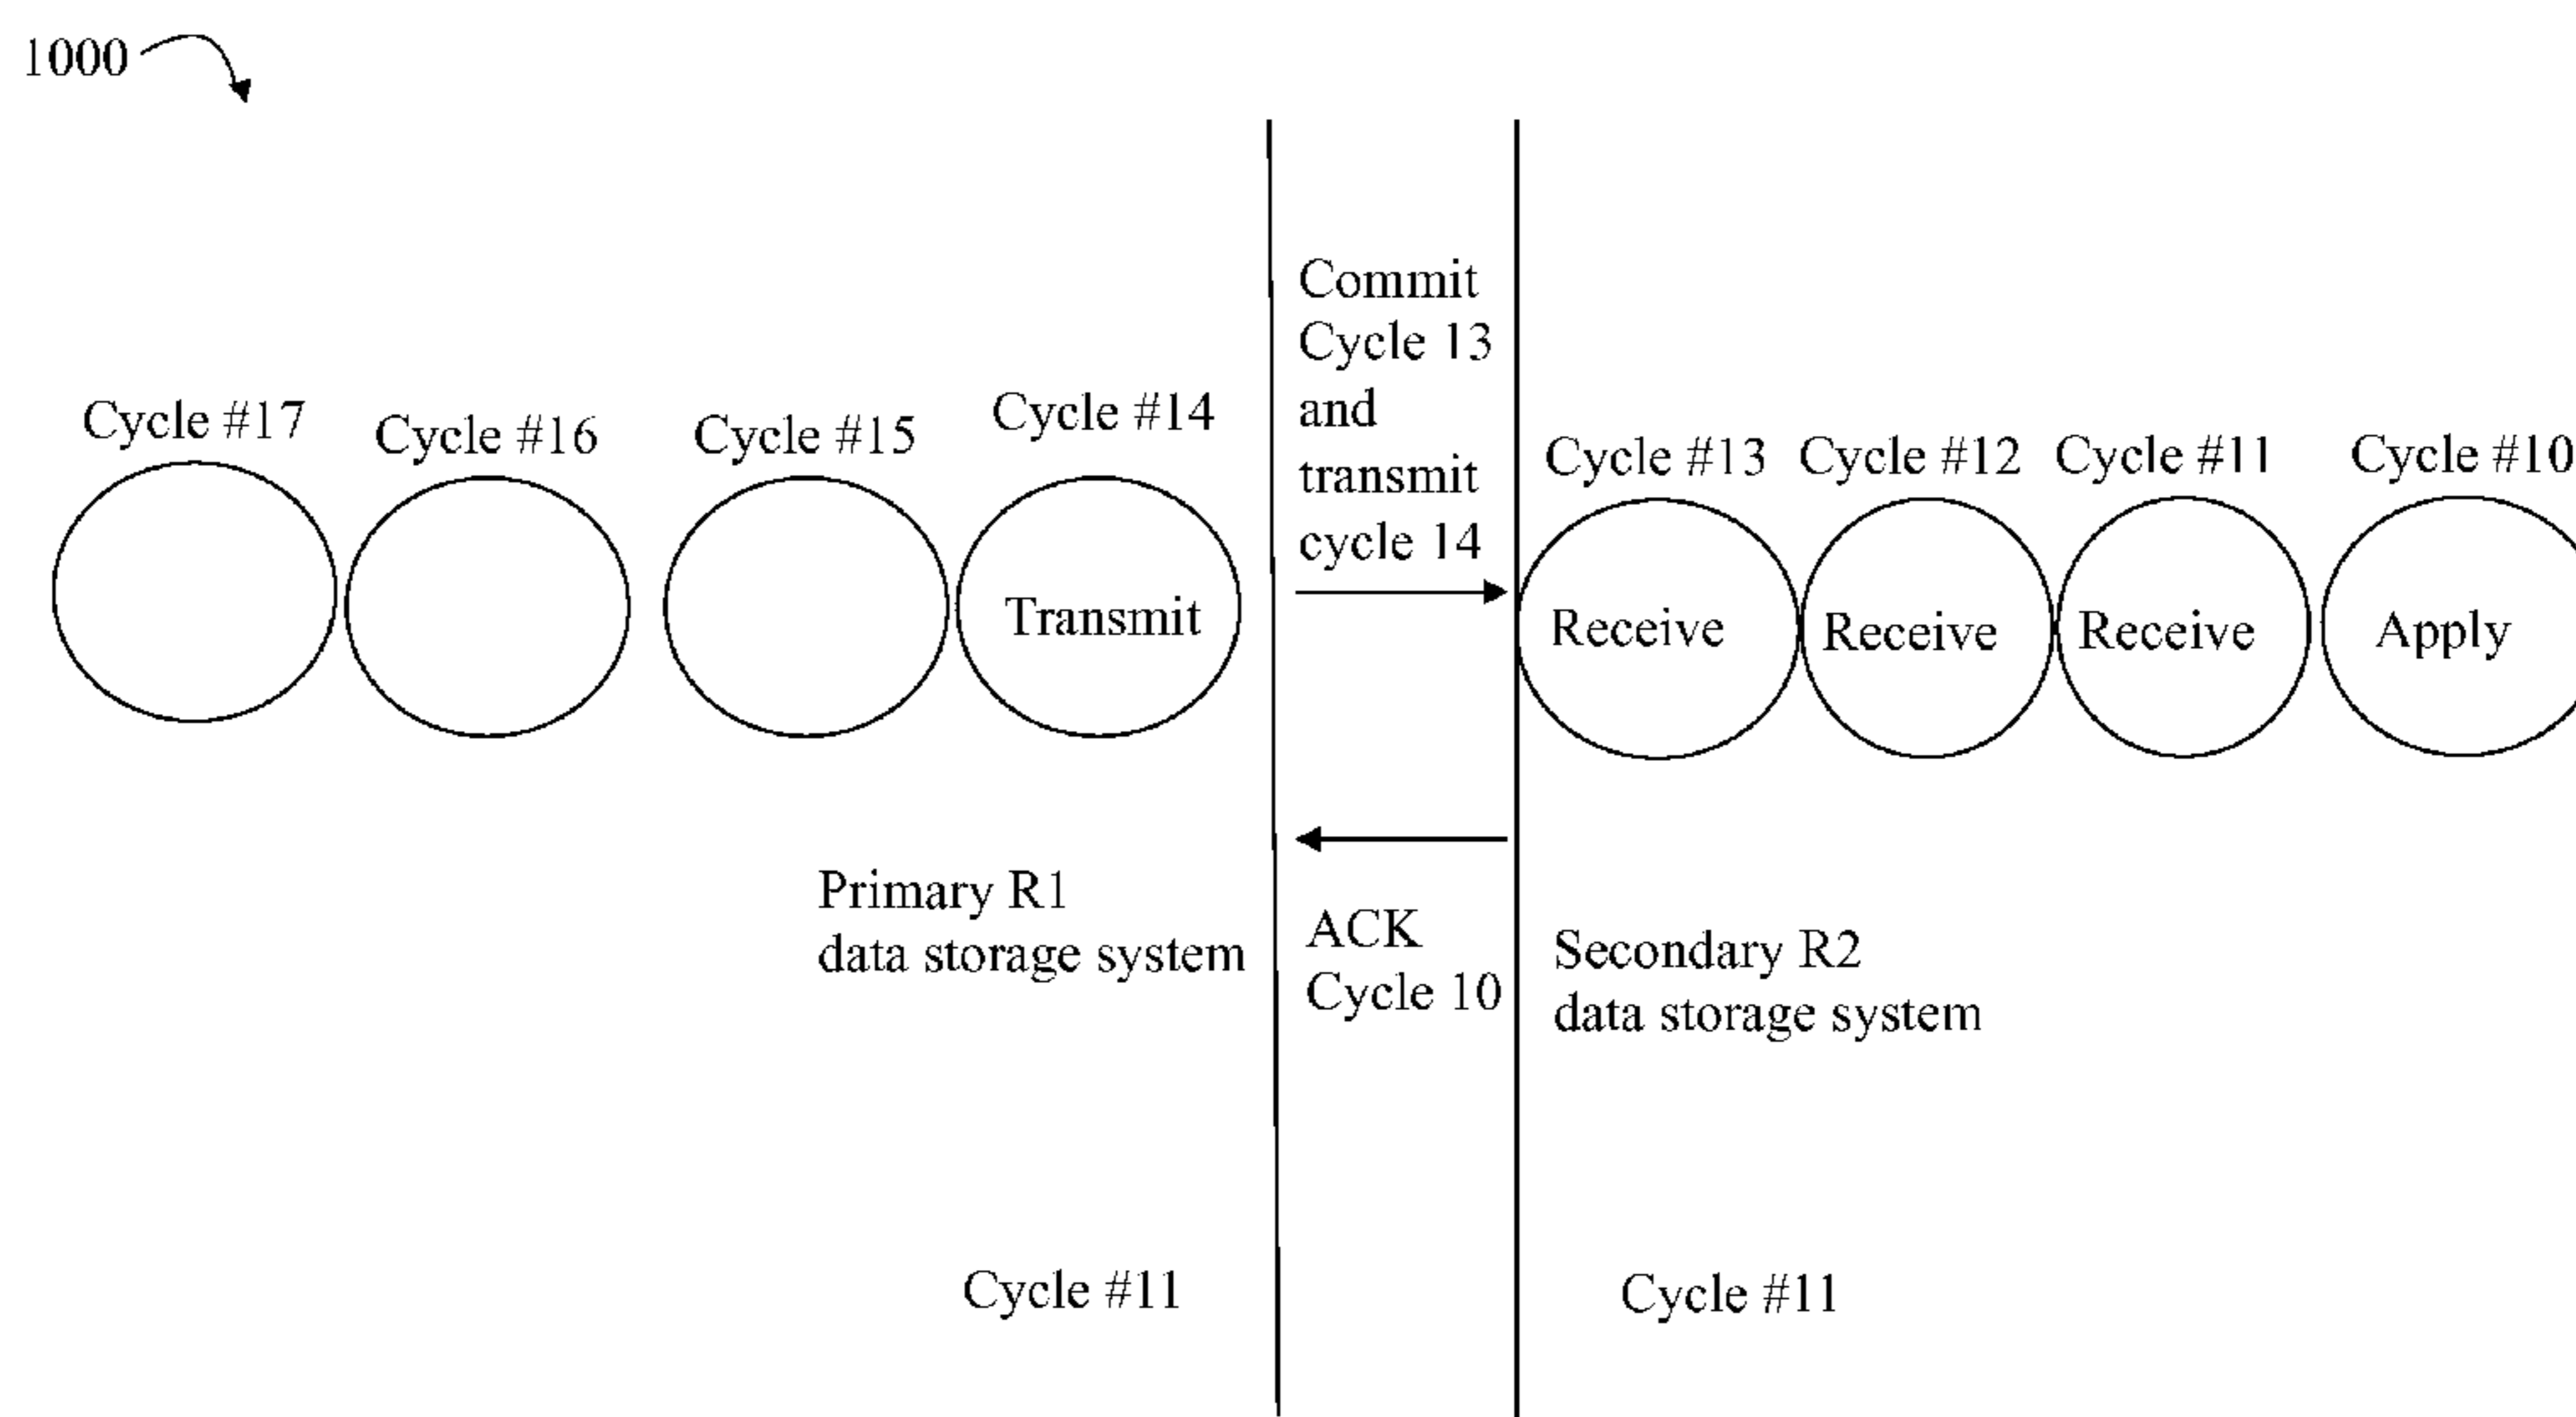 1000
Commit
Cycle 13
and
transmit
cycle 14
Cycle #17
Cycle #16
Cycle #15
Cycle #14
Cycle #13
Cycle #12
Cycle #11
Cycle #10
Transmit
Receive
Receive
Receive
Apply
Primary R1
data storage system
ACK
Cycle 10
Secondary R2
data storage system
Cycle #11
Cycle #11